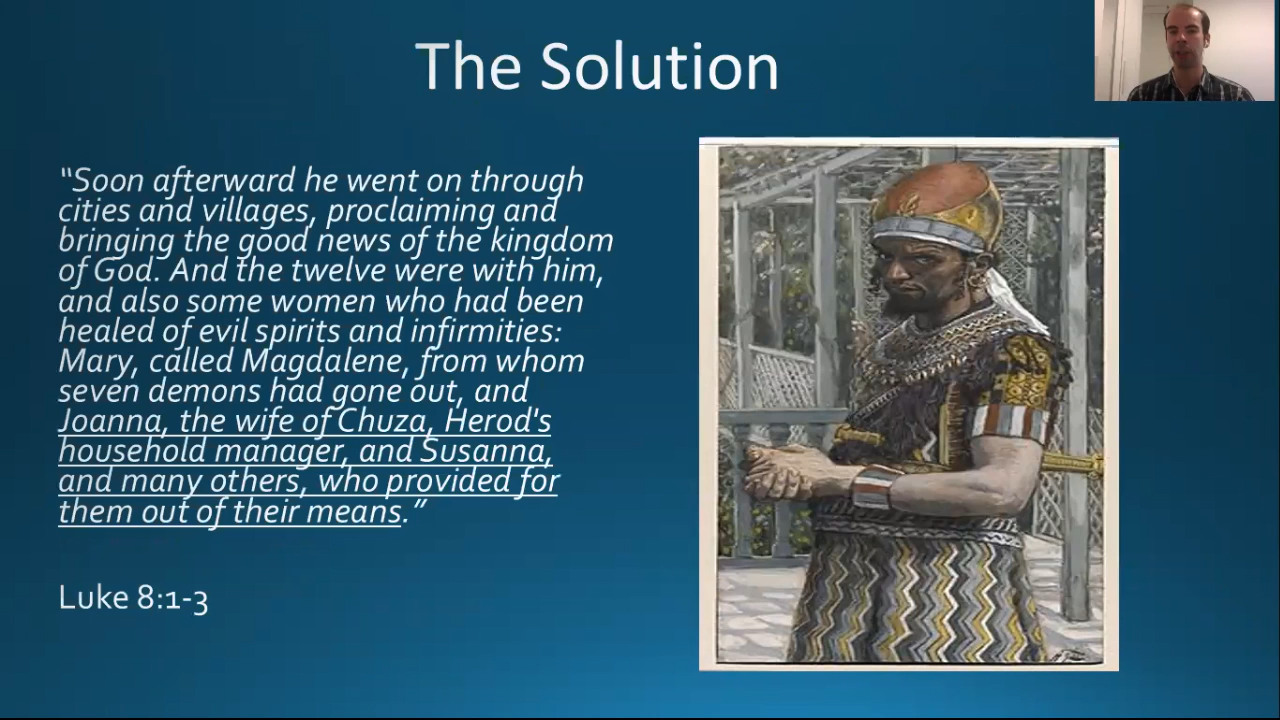 The Solution
“Soon afterward he went on through
cities and villages, proclaiming and
bringing the good news of the kingdom
of God. And the twelve were with him,
and also some women who had been
healed of evil spirits and infirmities:
Mary, called Magdalene, from whom
seven demons had gone out, and
Joanna, the wife of Chuza, Herod's
household manager, and Susanna,
and many others, who provided for
them out of their means.”
Luke 8:1-3